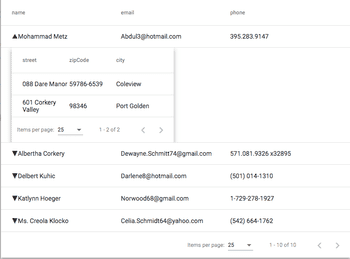 name email phone
▲Mohammad Metz Abdul3@hotmail.com 395.283.9147
street zipCode city
088 Dare Manor 59786-6539 Coleview
601 Corkery Valley 98346 Port Golden
Items per page: 25 1 - 2 of 2
▼Albertha Corkery Dewayne.Schmitt74@gmail.com 571.081.9326 x32895
▼Delbert Kuhic Darlene8@hotmail.com (501) 014-1310
▼Katlynn Hoeger Norwood68@gmail.com 1-729-278-1927
▼Ms. Creola Klocko Celia.Schmidt64@yahoo.com (542) 664-1762
Items per page: 25 1 - 10 of 10